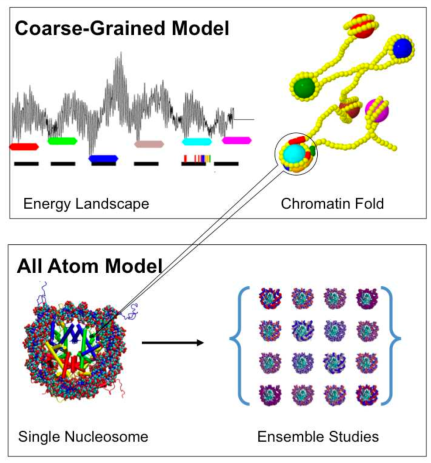 Coarse-Grained Model
Energy Landscape
Chromatin Fold
All Atom Model
Single Nucleosome
Ensemble Studies